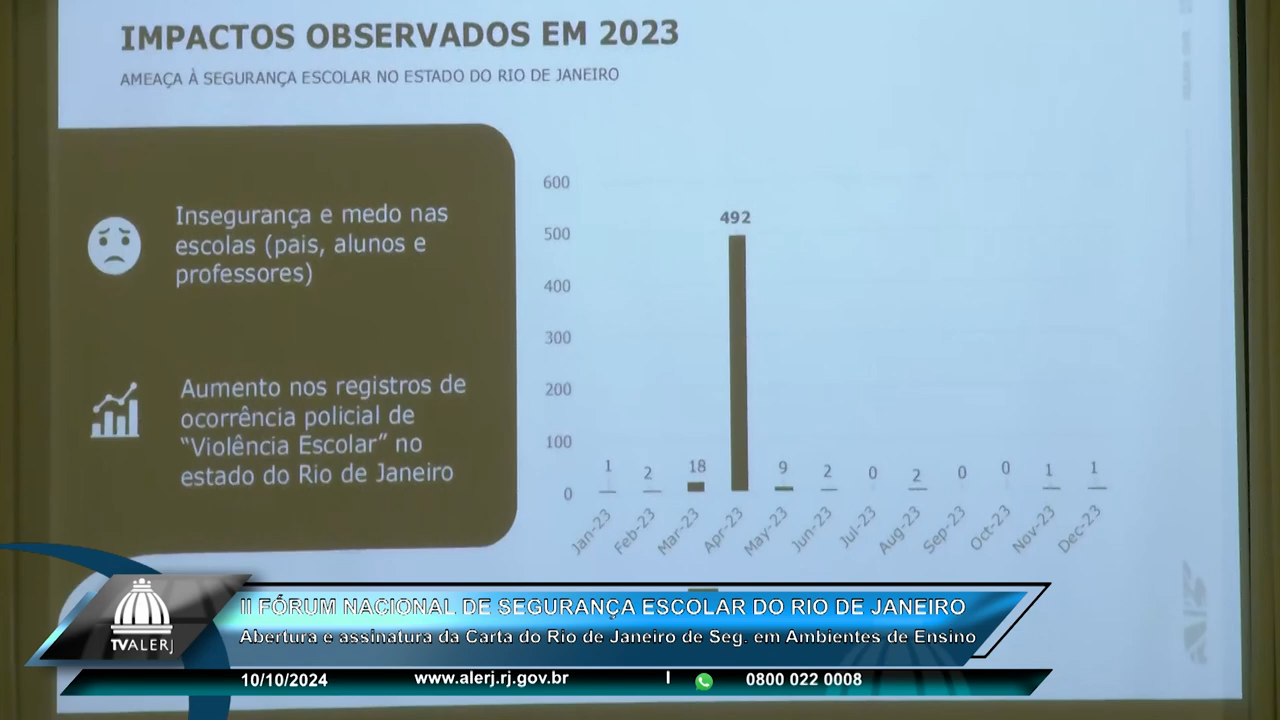 IMPACTOS OBSERVADOS EM 2023
AMEAÇA À SEGURANÇA ESCOLAR NO ESTADO DO RIO DE JANEIRO
Insegurança e medo nas
escolas (pais, alunos e
professores)
Aumento nos registros de
ocorrência policial de
“Violência Escolar” no
estado do Rio de Janeiro
600
500
400
300
200
100
0
1
2
18
492
9
2
0
2
0
0
1
1
Jan-23
Feb-23
Mar-23
Apr-23
May-23
Jun-23
Jul-23
Aug-23
Sep-23
Oct-23
Nov-23
Dec-23
TVALERJ
II FÓRUM NACIONAL DE SEGURANÇA ESCOLAR DO RIO DE JANEIRO
Abertura e assinatura da Carta do Rio de Janeiro de Seg. em Ambientes de Ensino
10/10/2024 www.alerj.rj.gov.br | 0800 022 0008